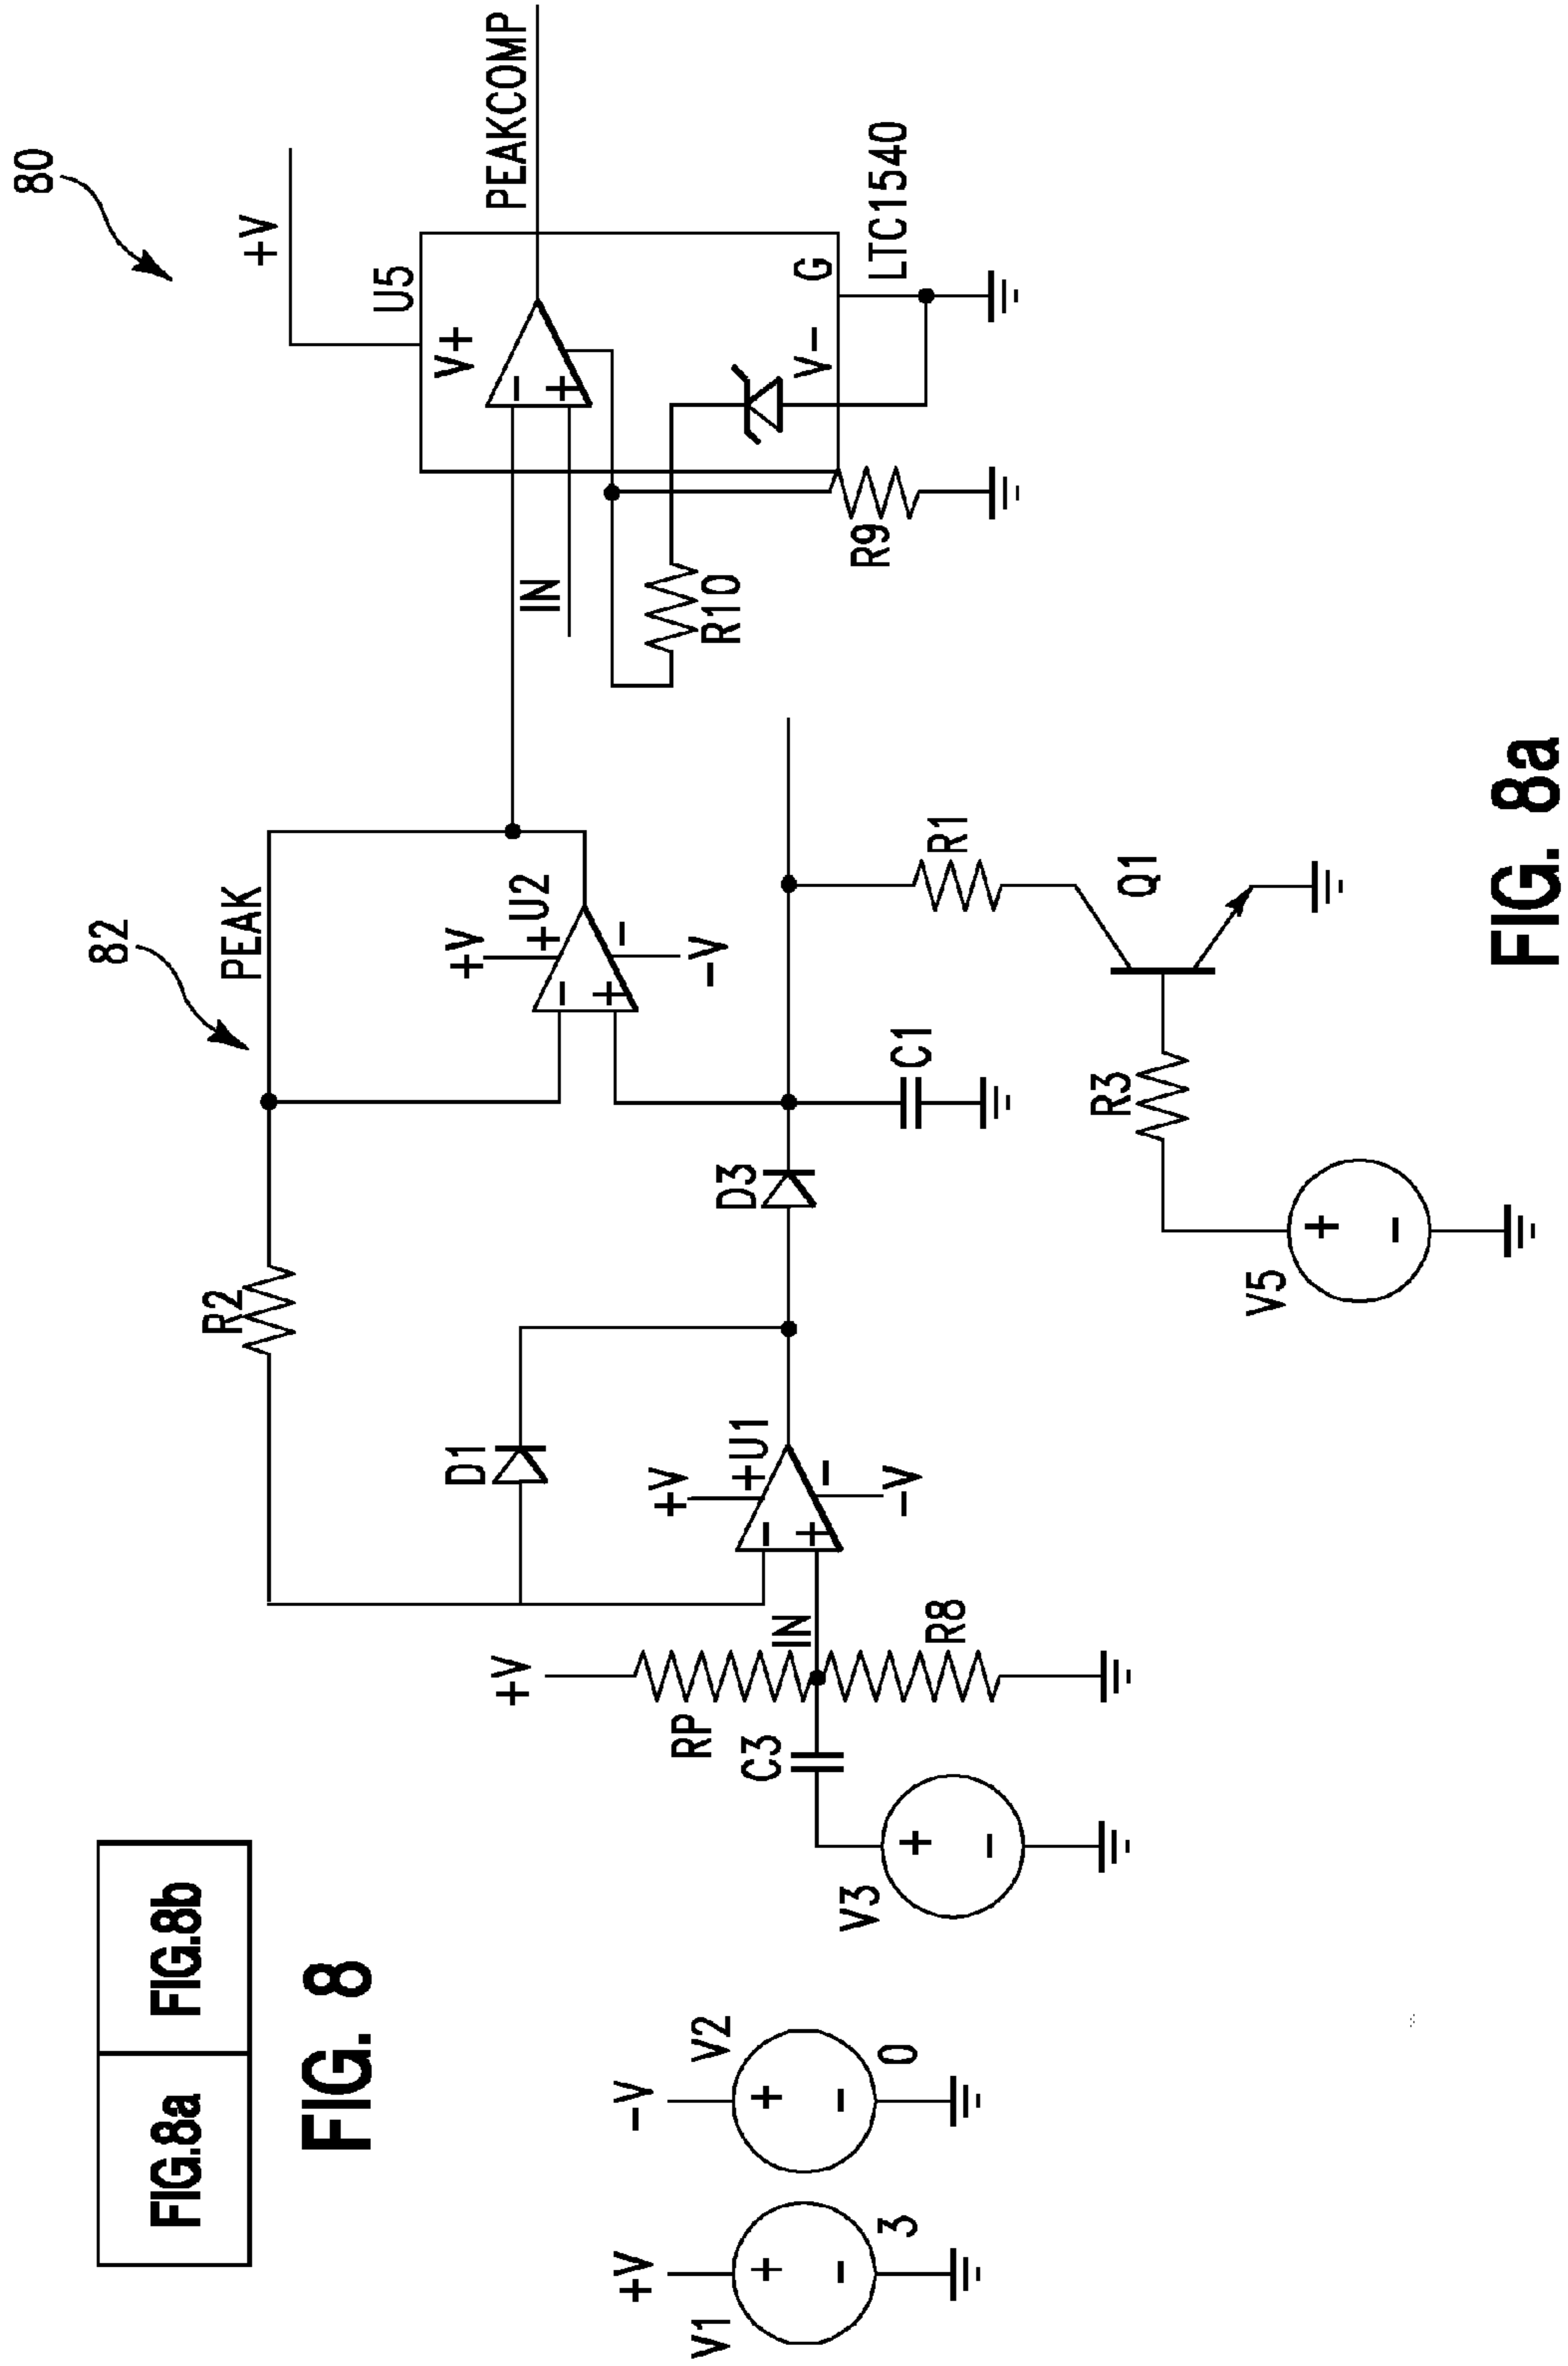 80
+V
U5
V+
−
+
PEAKCOMP
V−
G
LTC1540
IN
R10
R9
82
PEAK
+V
+
U2
−
+
−
−V
R1
Q1
C1
D3
R3
V5
+
−
R2
D1
+V
+
U1
−
+
−
−V
IN
+V
RP
R8
C3
V3
+
−
FIG.8a
FIG.8b
FIG. 8
−V
V2
+
−
0
+V
V1
+
−
3
FIG. 8a